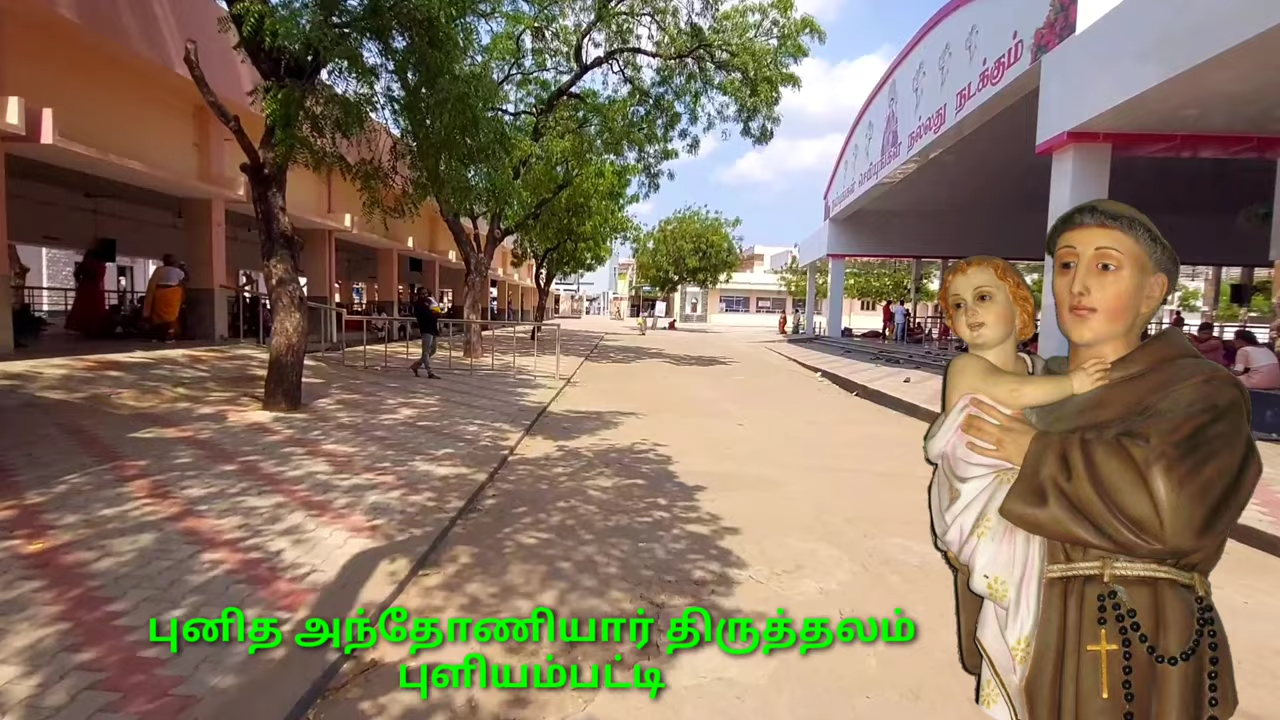 நல்லது நடக்கும்
புனித அந்தோணியார் திருத்தலம்
புளியம்பட்டி